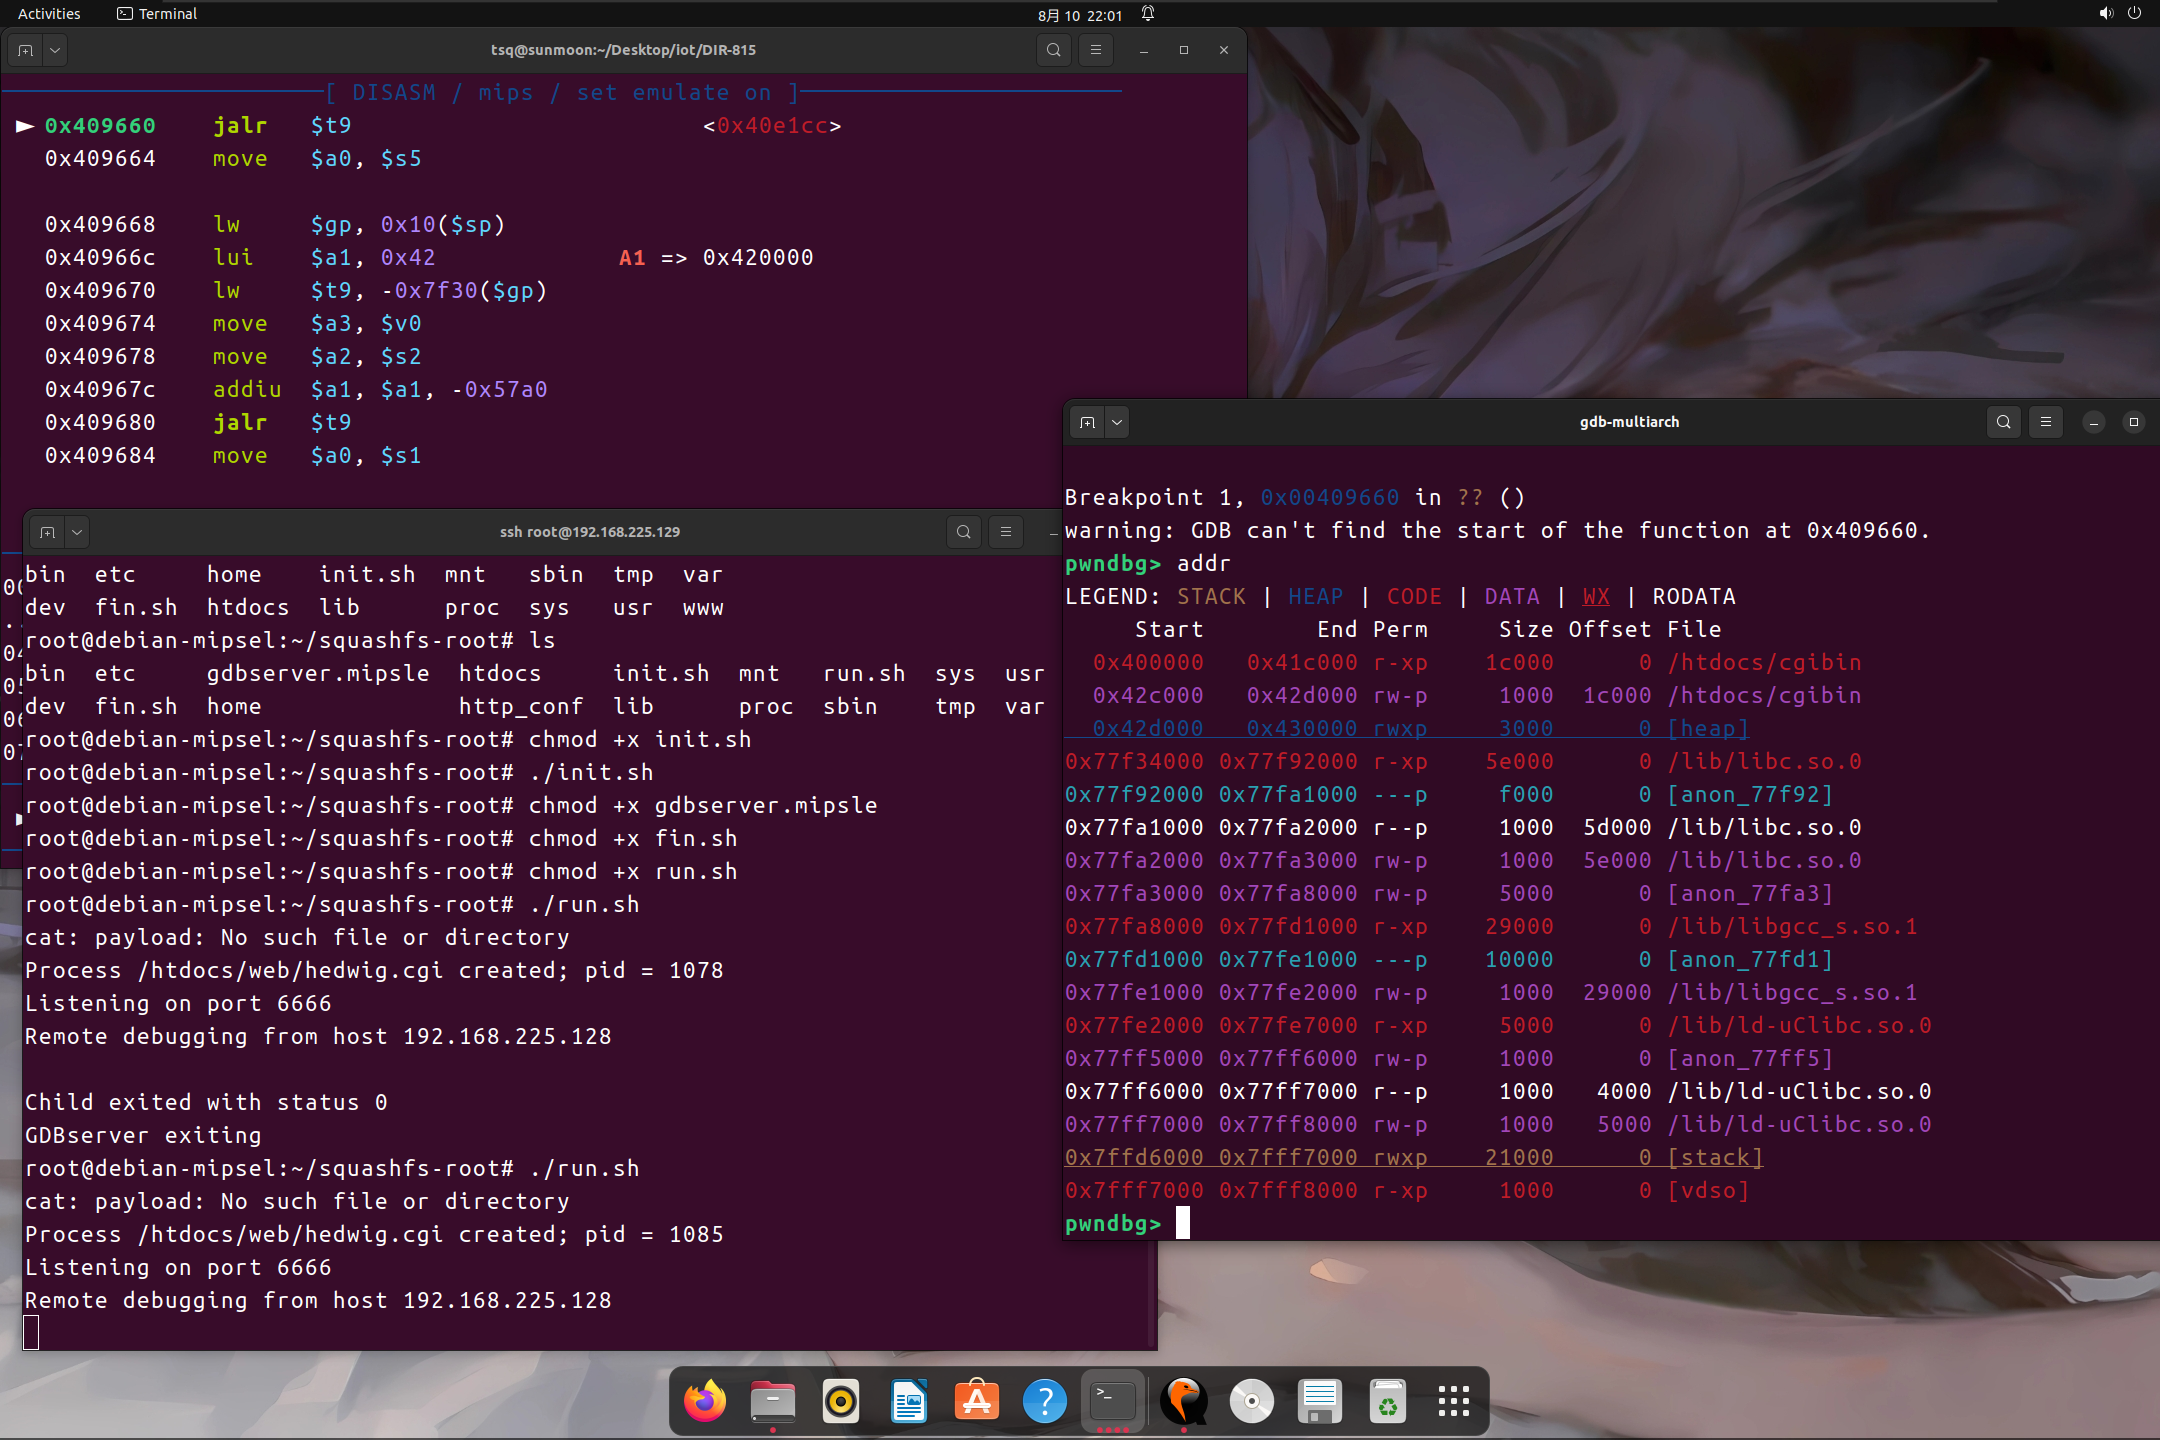 Activities
Terminal
8月 10 22:01
tsq@sunmoon:~/Desktop/iot/DIR-815
[ DISASM / mips / set emulate on ]
► 0x409660 jalr $t9 <0x40e1cc>
0x409664 move $a0, $s5
0x409668 lw $gp, 0x10($sp)
0x40966c lui $a1, 0x42 A1 => 0x420000
0x409670 lw $t9, -0x7f30($gp)
0x409674 move $a3, $v0
0x409678 move $a2, $s2
0x40967c addiu $a1, $a1, -0x57a0
0x409680 jalr $t9
0x409684 move $a0, $s1
00
..
04
05
06
07
ssh root@192.168.225.129
bin etc home init.sh mnt sbin tmp var
dev fin.sh htdocs lib proc sys usr www
root@debian-mipsel:~/squashfs-root# ls
bin etc gdbserver.mipsle htdocs init.sh mnt run.sh sys usr
dev fin.sh home http_conf lib proc sbin tmp var
root@debian-mipsel:~/squashfs-root# chmod +x init.sh
root@debian-mipsel:~/squashfs-root# ./init.sh
root@debian-mipsel:~/squashfs-root# chmod +x gdbserver.mipsle
root@debian-mipsel:~/squashfs-root# chmod +x fin.sh
root@debian-mipsel:~/squashfs-root# chmod +x run.sh
root@debian-mipsel:~/squashfs-root# ./run.sh
cat: payload: No such file or directory
Process /htdocs/web/hedwig.cgi created; pid = 1078
Listening on port 6666
Remote debugging from host 192.168.225.128
Child exited with status 0
GDBserver exiting
root@debian-mipsel:~/squashfs-root# ./run.sh
cat: payload: No such file or directory
Process /htdocs/web/hedwig.cgi created; pid = 1085
Listening on port 6666
Remote debugging from host 192.168.225.128
gdb-multiarch
Breakpoint 1, 0x00409660 in ?? ()
warning: GDB can't find the start of the function at 0x409660.
pwndbg> addr
LEGEND: STACK | HEAP | CODE | DATA | WX | RODATA
Start End Perm Size Offset File
0x400000 0x41c000 r-xp 1c000 0 /htdocs/cgibin
0x42c000 0x42d000 rw-p 1000 1c000 /htdocs/cgibin
0x42d000 0x430000 rwxp 3000 0 [heap]
0x77f34000 0x77f92000 r-xp 5e000 0 /lib/libc.so.0
0x77f92000 0x77fa1000 ---p f000 0 [anon_77f92]
0x77fa1000 0x77fa2000 r--p 1000 5d000 /lib/libc.so.0
0x77fa2000 0x77fa3000 rw-p 1000 5e000 /lib/libc.so.0
0x77fa3000 0x77fa8000 rw-p 5000 0 [anon_77fa3]
0x77fa8000 0x77fd1000 r-xp 29000 0 /lib/libgcc_s.so.1
0x77fd1000 0x77fe1000 ---p 10000 0 [anon_77fd1]
0x77fe1000 0x77fe2000 rw-p 1000 29000 /lib/libgcc_s.so.1
0x77fe2000 0x77fe7000 r-xp 5000 0 /lib/ld-uClibc.so.0
0x77ff5000 0x77ff6000 rw-p 1000 0 [anon_77ff5]
0x77ff6000 0x77ff7000 r--p 1000 4000 /lib/ld-uClibc.so.0
0x77ff7000 0x77ff8000 rw-p 1000 5000 /lib/ld-uClibc.so.0
0x7ffd6000 0x7fff7000 rwxp 21000 0 [stack]
0x7fff7000 0x7fff8000 r-xp 1000 0 [vdso]
pwndbg>